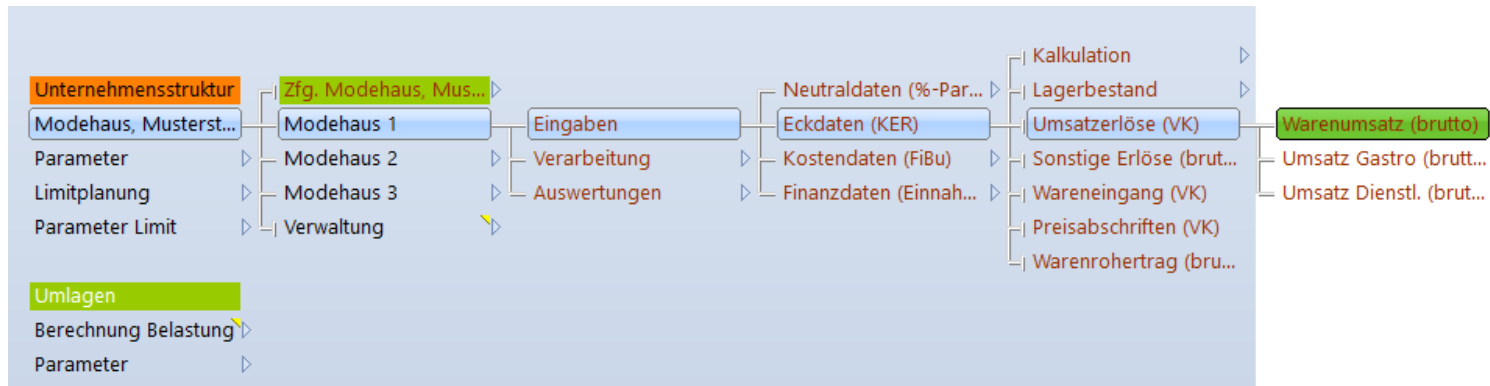 Unternehmensstruktur
Modehaus, Musterst...
Parameter
Limitplanung
Parameter Limit
Umlagen
Berechnung Belastung
Parameter
Zfg. Modehaus, Mus...
Modehaus 1
Modehaus 2
Modehaus 3
Verwaltung
Eingaben
Verarbeitung
Auswertungen
Neutraldaten (%-Par...
Eckdaten (KER)
Kostendaten (FiBu)
Finanzdaten (Einnah...
Kalkulation
Lagerbestand
Umsatzerlöse (VK)
Sonstige Erlöse (brut...
Wareneingang (VK)
Preisabschriften (VK)
Warenrohertrag (bru...
Warenumsatz (brutto)
Umsatz Gastro (brutt...
Umsatz Dienstl. (brut...